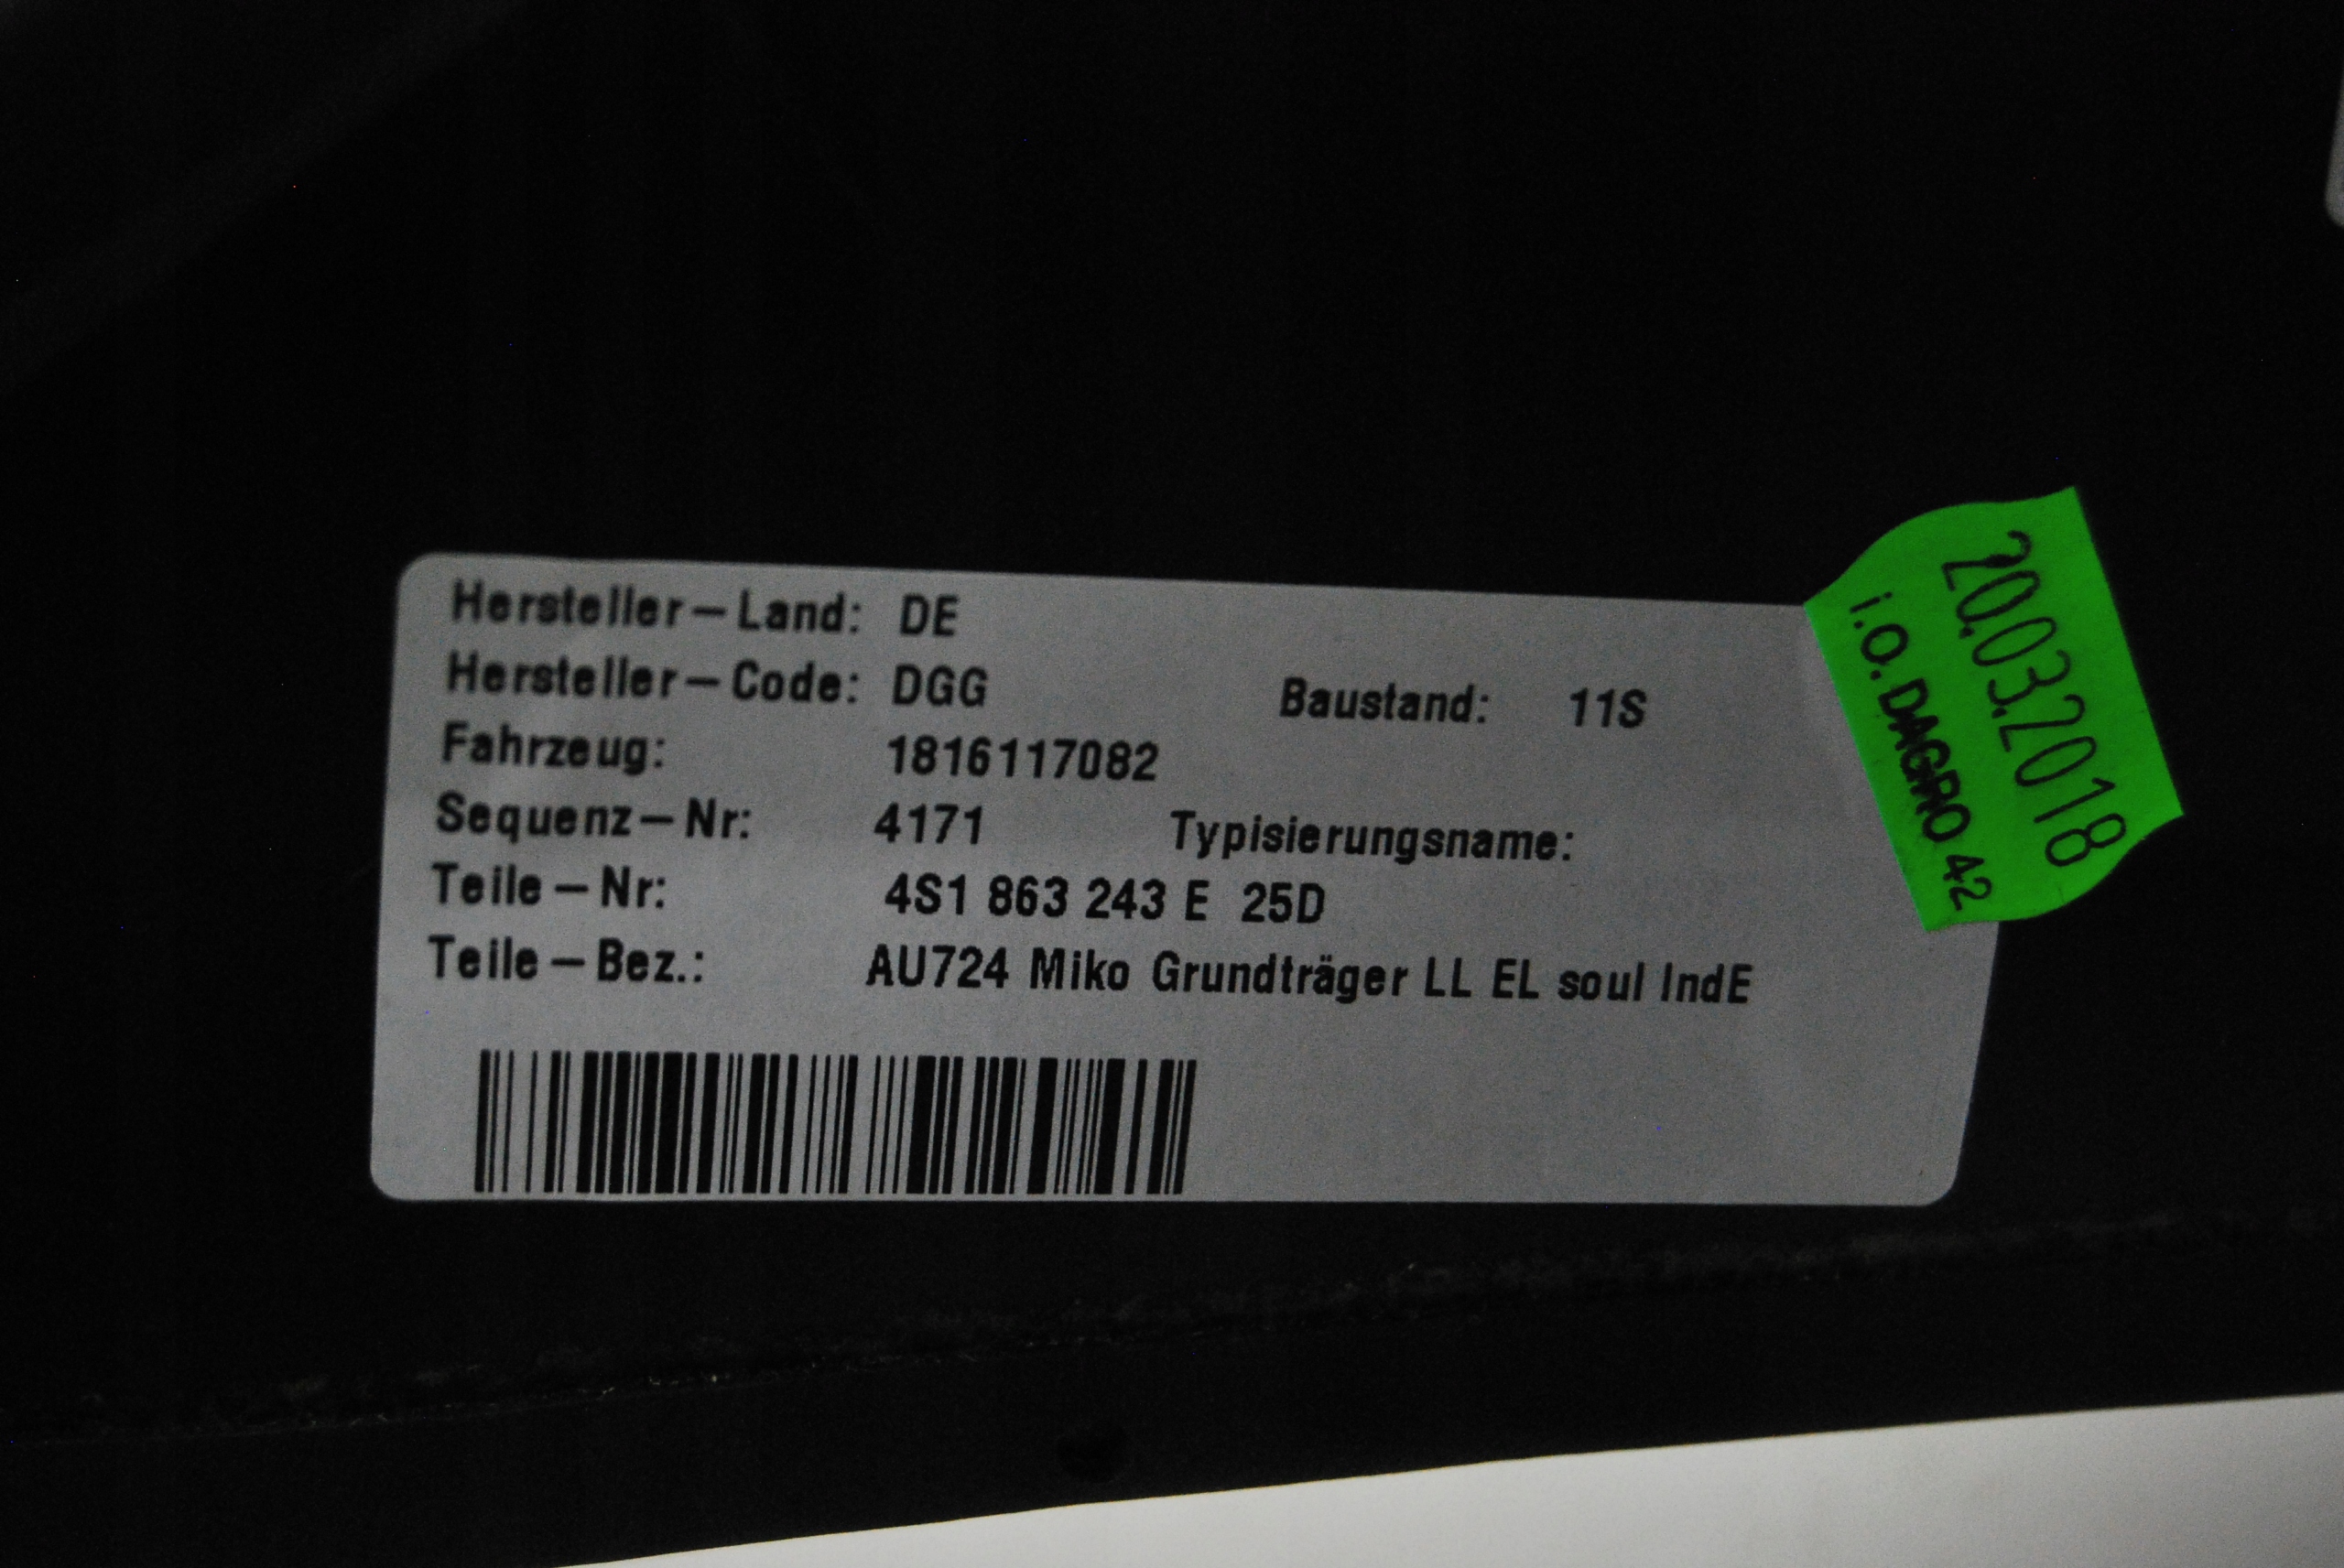 Hersteller-Land: DE
Hersteller-Code: DGG Baustand: 11S
Fahrzeug: 1816117082
Sequenz-Nr: 4171 Typisierungsname:
Teile-Nr: 4S1 863 243 E 25D
Teile-Bez.: AU724 Miko Grundträger LL EL soul IndE
20.03.2018
i.O. DAGRO 42